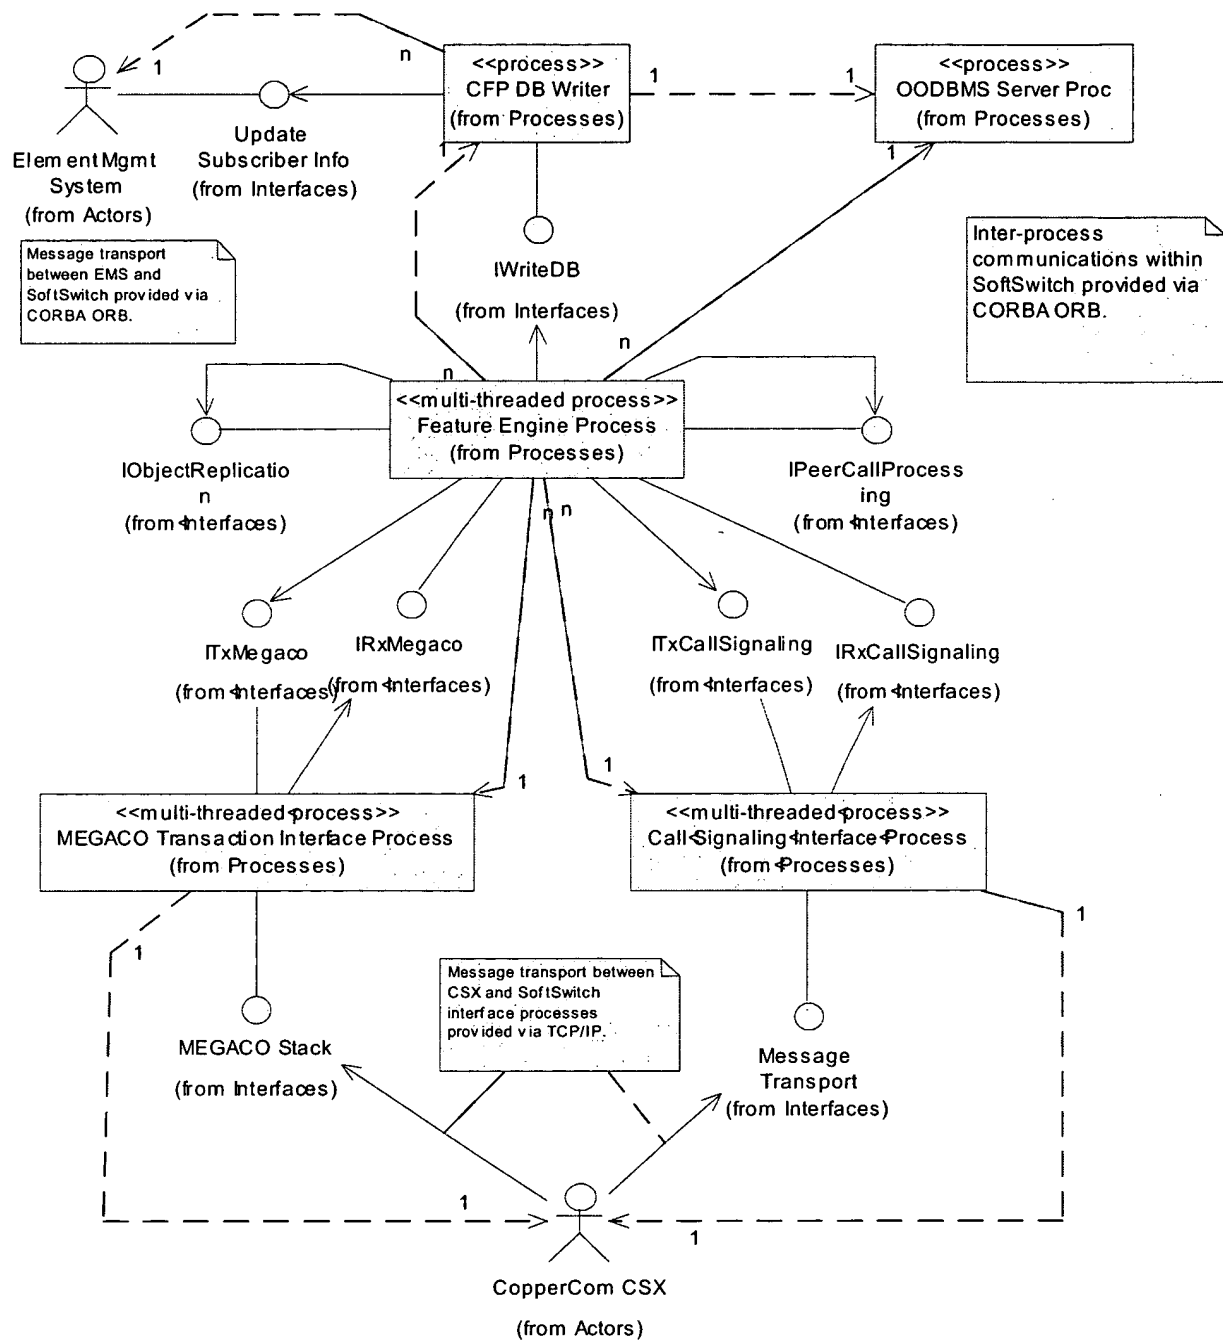 1
n
<<process>>
CFP DB Writer
(from Processes)
1
1
<<process>>
OODBMS Server Proc
(from Processes)
Update
Subscriber Info
(from Interfaces)
ElementMgmt
System
(from Actors)
1
1
Message transport
between EMS and
SoftSwitch provided via
CORBA ORB.
IWriteDB
(from Interfaces)
Inter-process
communications within
SoftSwitch provided via
CORBA ORB.
n
n
<<multi-threaded process>>
Feature Engine Process
(from Processes)
IObjectReplicatio
n
(from Interfaces)
IPeerCallProcess
ing
(from Interfaces)
n
n
ITxMegaco
(from Interfaces)
IRxMegaco
(from Interfaces)
ITxCallSignaling
(from Interfaces)
IRxCallSignaling
(from Interfaces)
1
1
<<multi-threaded process>>
MEGACO Transaction Interface Process
(from Processes)
<<multi-threaded process>>
Call Signaling Interface Process
(from Processes)
1
1
Message transport between
CSX and SoftSwitch
interface processes
provided via TCP/IP.
MEGACO Stack
(from Interfaces)
Message
Transport
(from Interfaces)
1
1
CopperCom CSX
(from Actors)